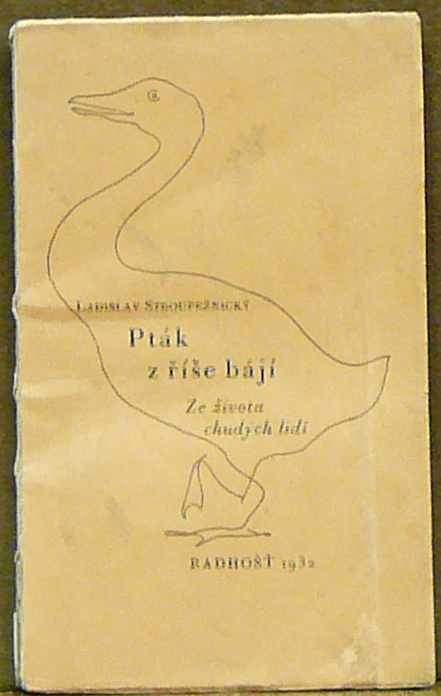 Ladislav Stroupežnický
Pták
z říše bájí
Ze života
chudých lidí
RADHOŠŤ 1932